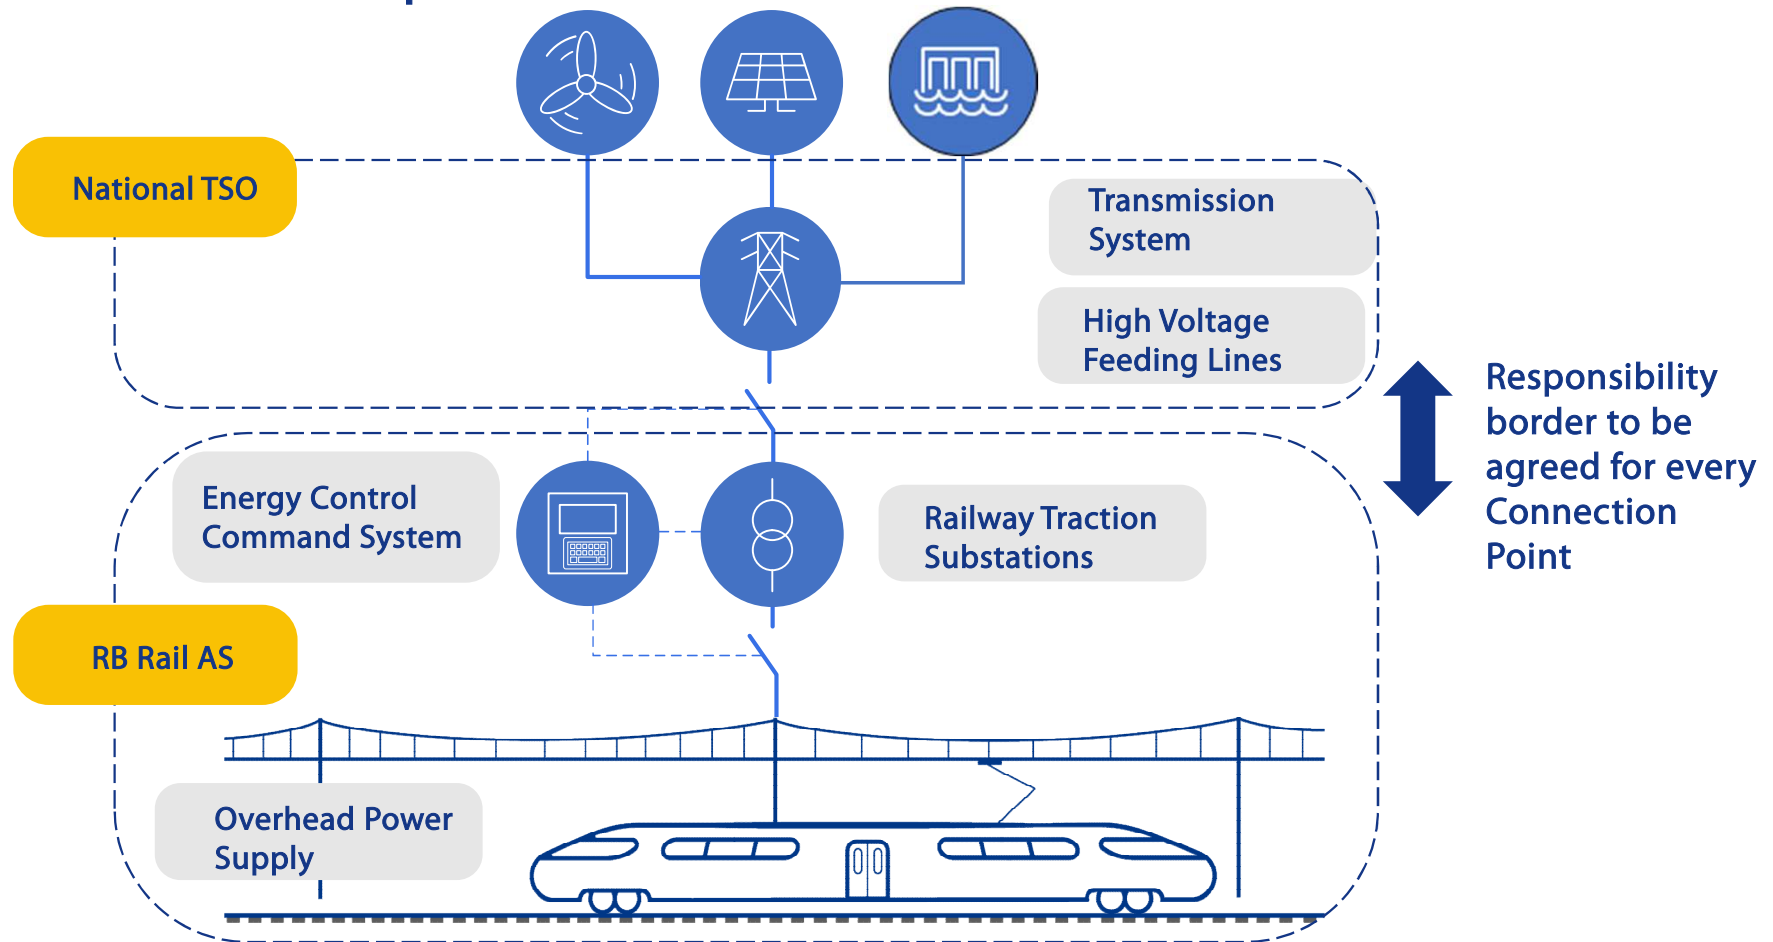 National TSO
Transmission
System
High Voltage
Feeding Lines
Responsibility
border to be
agreed for every
Connection
Point
Energy Control
Command System
Railway Traction
Substations
RB Rail AS
Overhead Power
Supply